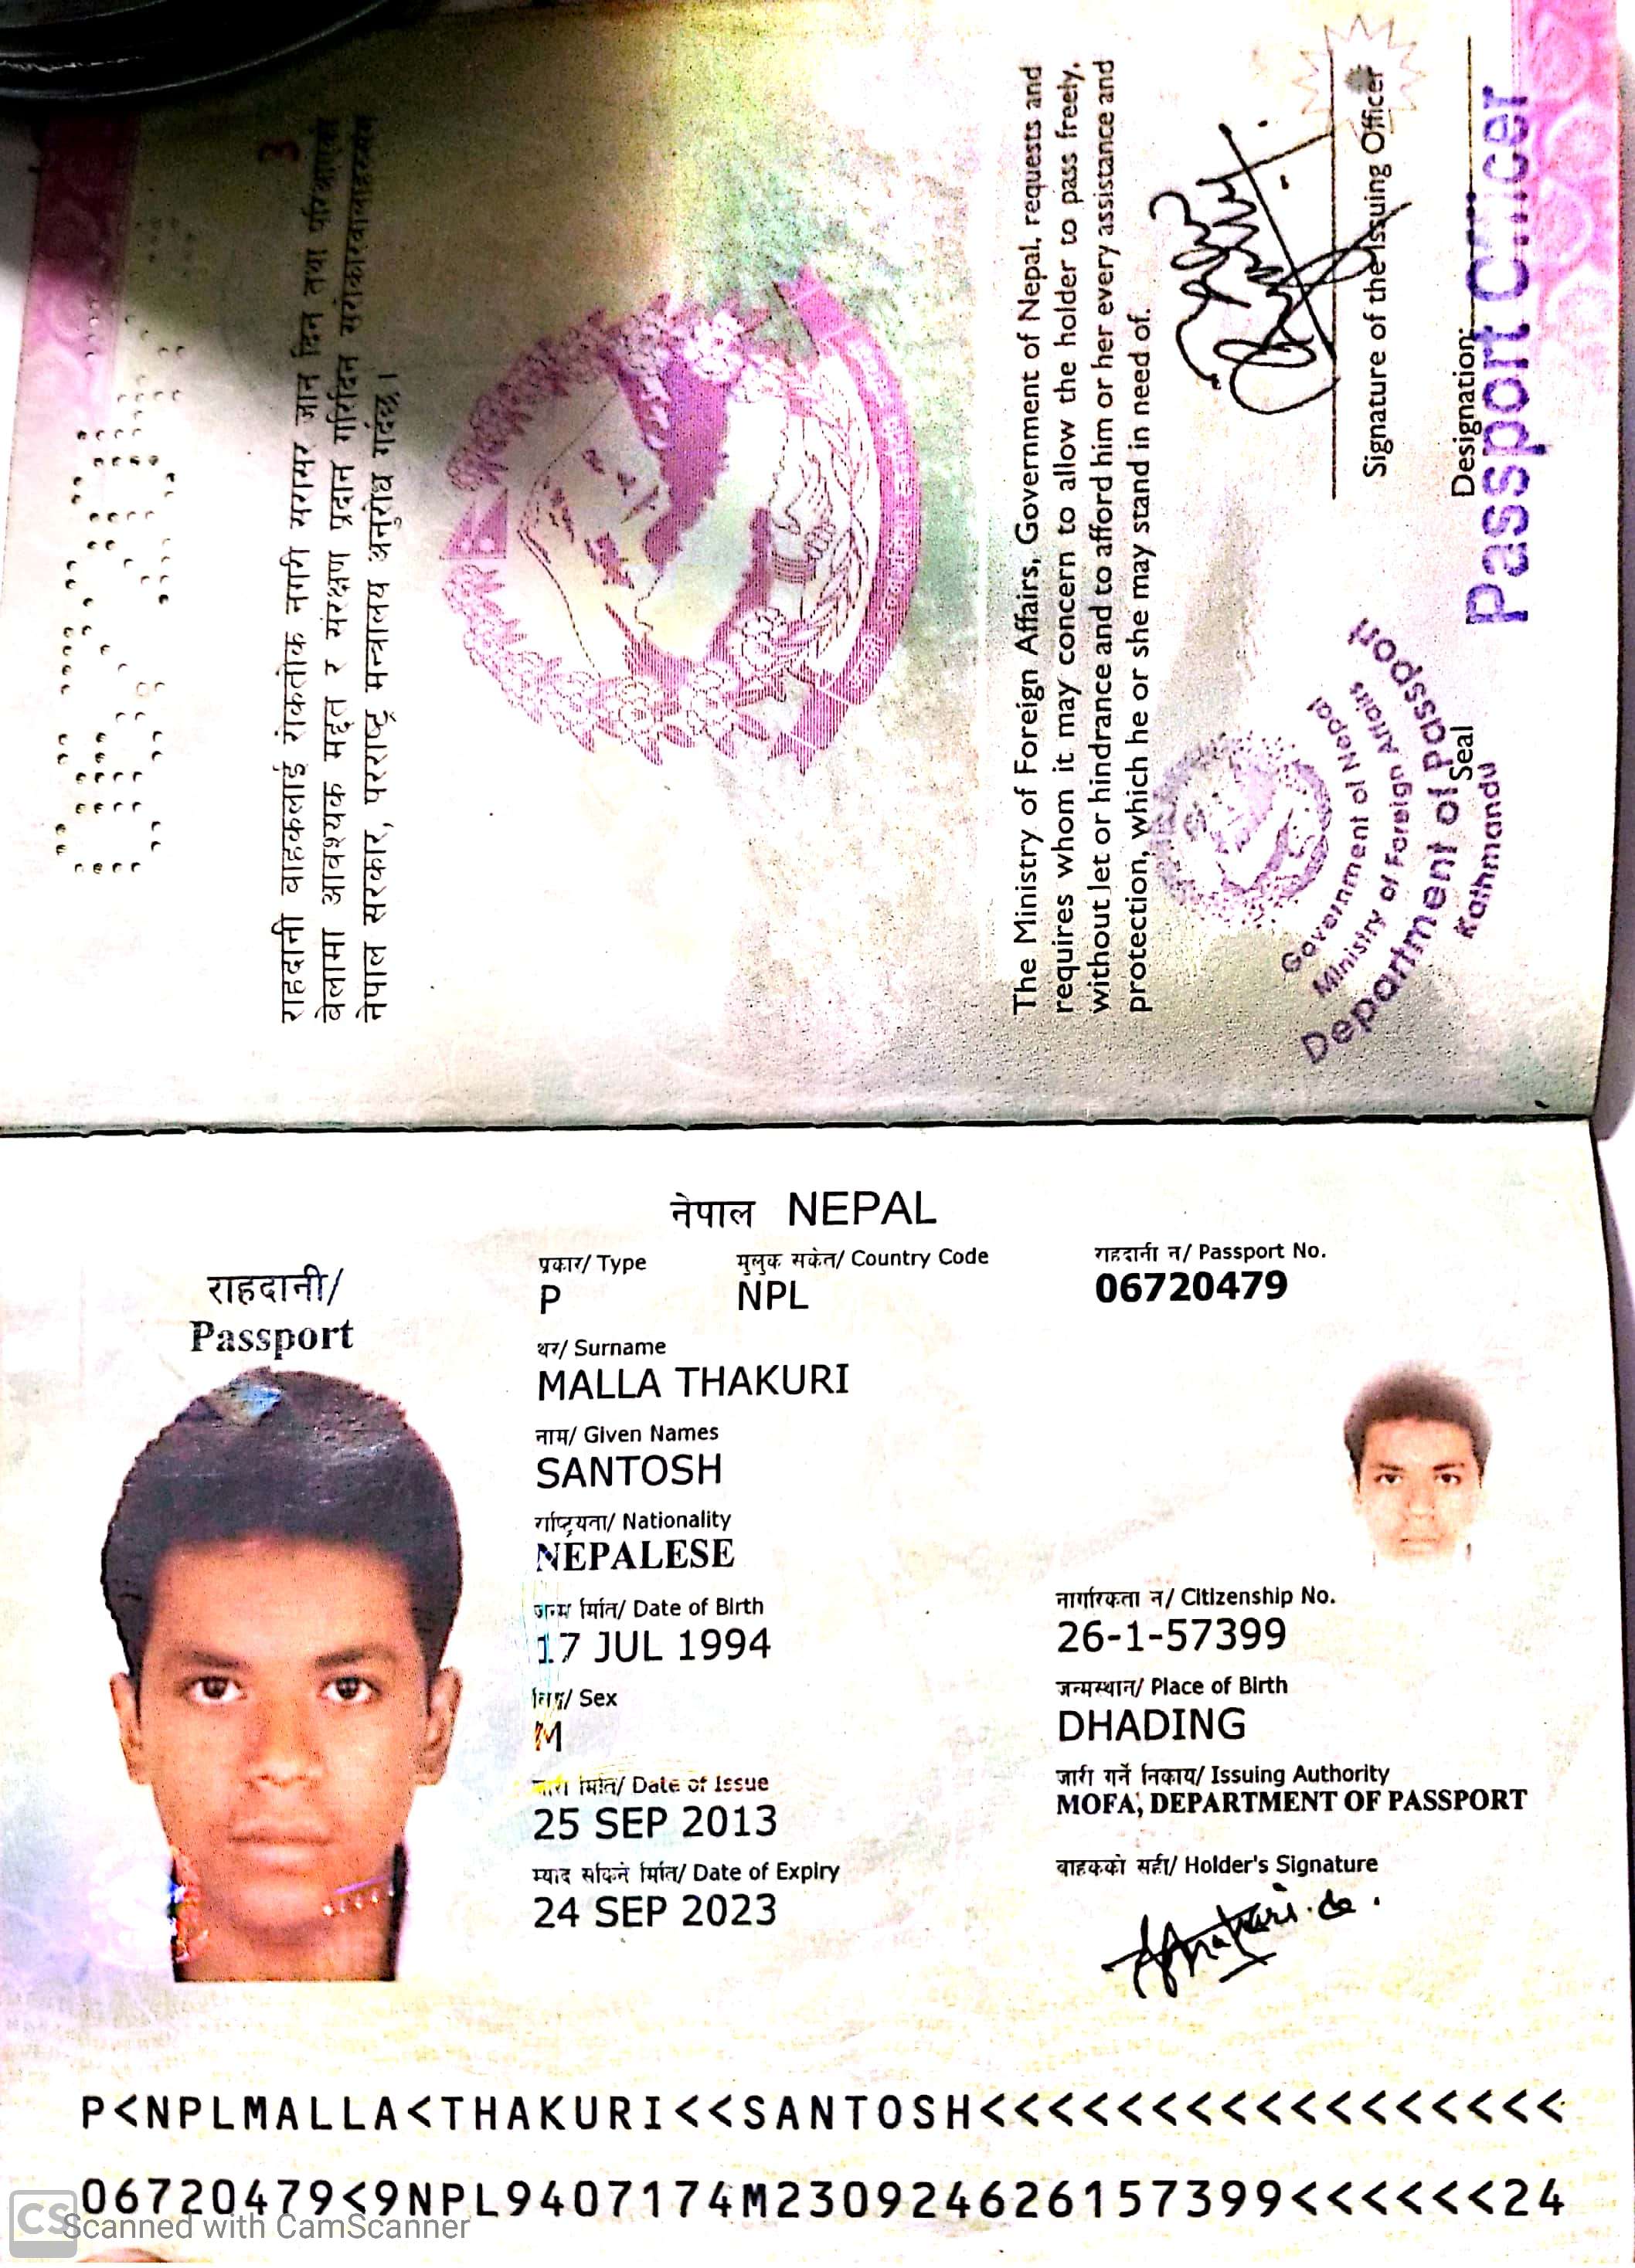 3
राहदानी वाहकलाई रोकतोक नगरी सरासर जान दिन तथा परिआएको
बेलामा आवश्यक मद्दत र संरक्षण प्रदान गरिदिन सरोकारवालाहरुसमक्ष
नेपाल सरकार, परराष्ट्र मन्त्रालय अनुरोध गर्दछ ।
The Ministry of Foreign Affairs, Government of Nepal, requests and
requires whom it may concern to allow the holder to pass freely,
without let or hindrance and to afford him or her every assistance and
protection, which he or she may stand in need of.
Signature of the Issuing Officer
Designation:
Passport Officer
Government of Nepal
Ministry of Foreign Affairs
Department of passport
Kathmandu
Seal
नेपाल NEPAL
राहदानी/
Passport
प्रकार/ Type
P
मुलुक सकेत/ Country Code
NPL
राहदानी न/ Passport No.
06720479
थर/ Surname
MALLA THAKURI
नाम/ Given Names
SANTOSH
राष्ट्रियता/ Nationality
NEPALESE
जन्म मिति/ Date of Birth
17 JUL 1994
लिङ्ग/ Sex
M
जारी मिति/ Date of Issue
25 SEP 2013
म्याद सकिने मिति/ Date of Expiry
24 SEP 2023
नागरिकता न/ Citizenship No.
26-1-57399
जन्मस्थान/ Place of Birth
DHADING
जारी गर्ने निकाय/ Issuing Authority
MOFA, DEPARTMENT OF PASSPORT
वाहकको सही/ Holder's Signature
P<NPLMALLA<THAKURI<<SANTOSH<<<<<<<<<<<<<<<<<
06720479<9NPL9407174M230924626157399<<<<<<24
CS
Scanned with CamScanner